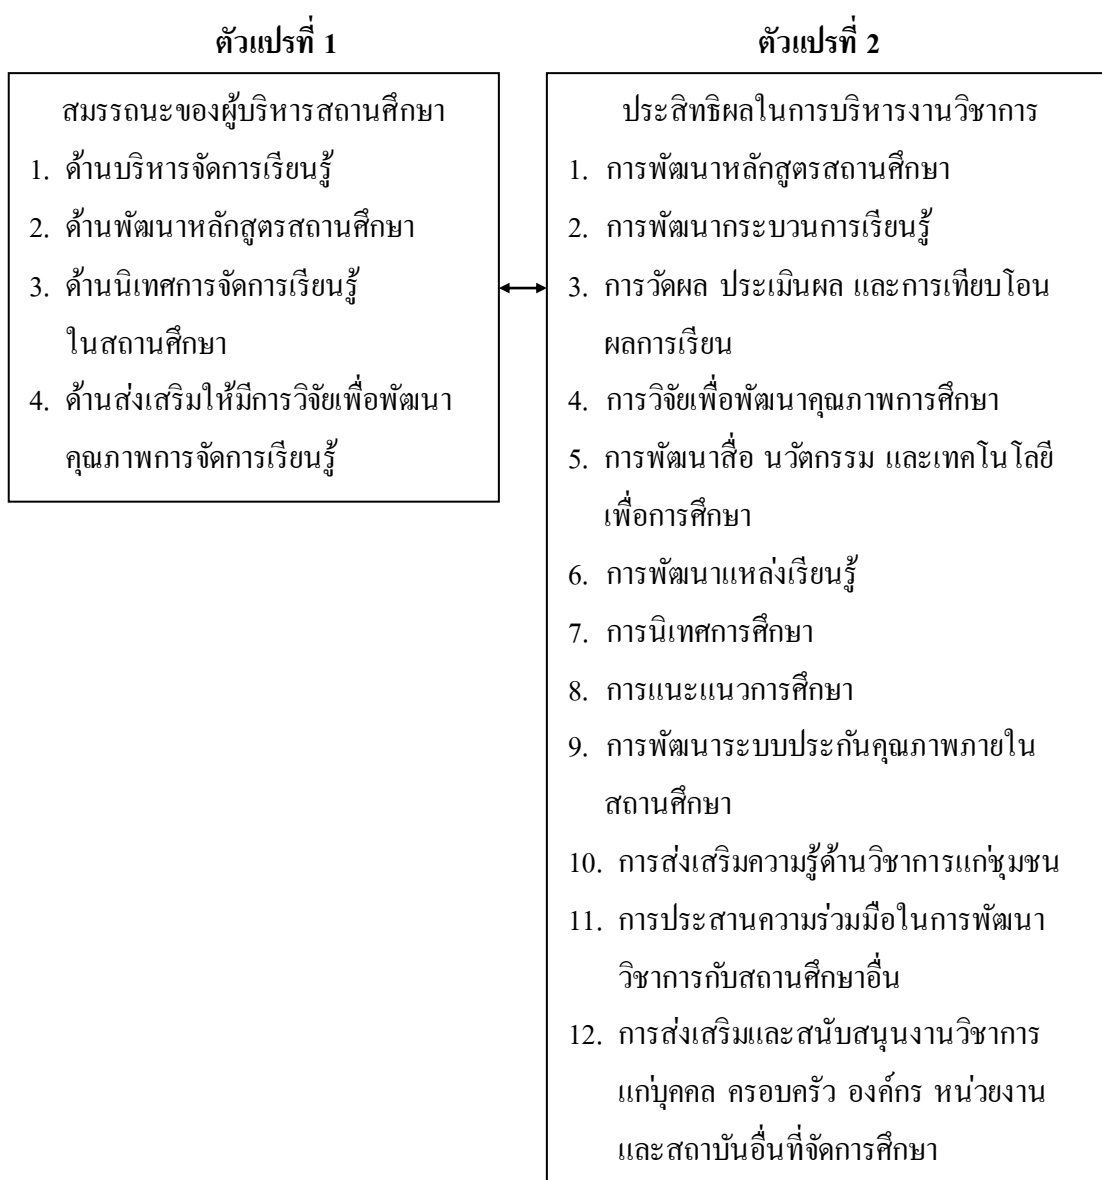 ตัวแปรที่ 1
สมรรถนะของผู้บริหารสถานศึกษา
1. ด้านบริหารจัดการเรียนรู้
2. ด้านพัฒนาหลักสูตรสถานศึกษา
3. ด้านนิเทศการจัดการเรียนรู้
ในสถานศึกษา
4. ด้านส่งเสริมให้มีการวิจัยเพื่อพัฒนา
คุณภาพการจัดการเรียนรู้
ตัวแปรที่ 2
ประสิทธิผลในการบริหารงานวิชาการ
1. การพัฒนาหลักสูตรสถานศึกษา
2. การพัฒนากระบวนการเรียนรู้
3. การวัดผล ประเมินผล และการเทียบโอน
ผลการเรียน
4. การวิจัยเพื่อพัฒนาคุณภาพการศึกษา
5. การพัฒนาสื่อ นวัตกรรม และเทคโนโลยี
เพื่อการศึกษา
6. การพัฒนาแหล่งเรียนรู้
7. การนิเทศการศึกษา
8. การแนะแนวการศึกษา
9. การพัฒนาระบบประกันคุณภาพภายใน
สถานศึกษา
10. การส่งเสริมความรู้ด้านวิชาการแก่ชุมชน
11. การประสานความร่วมมือในการพัฒนา
วิชาการกับสถานศึกษาอื่น
12. การส่งเสริมและสนับสนุนงานวิชาการ
แก่บุคคล ครอบครัว องค์กร หน่วยงาน
และสถาบันอื่นที่จัดการศึกษา